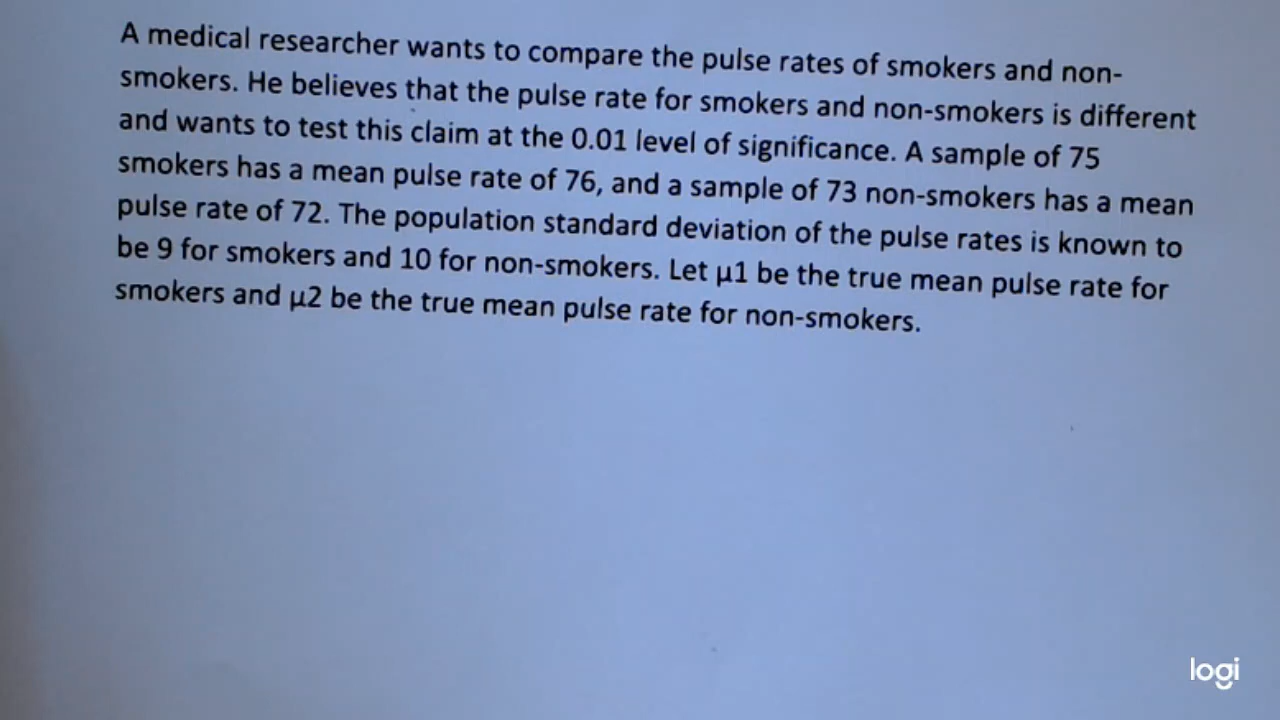 A medical researcher wants to compare the pulse rates of smokers and non-
smokers. He believes that the pulse rate for smokers and non-smokers is different
and wants to test this claim at the 0.01 level of significance. A sample of 75
smokers has a mean pulse rate of 76, and a sample of 73 non-smokers has a mean
pulse rate of 72. The population standard deviation of the pulse rates is known to
be 9 for smokers and 10 for non-smokers. Let μ1 be the true mean pulse rate for
smokers and μ2 be the true mean pulse rate for non-smokers.
logi